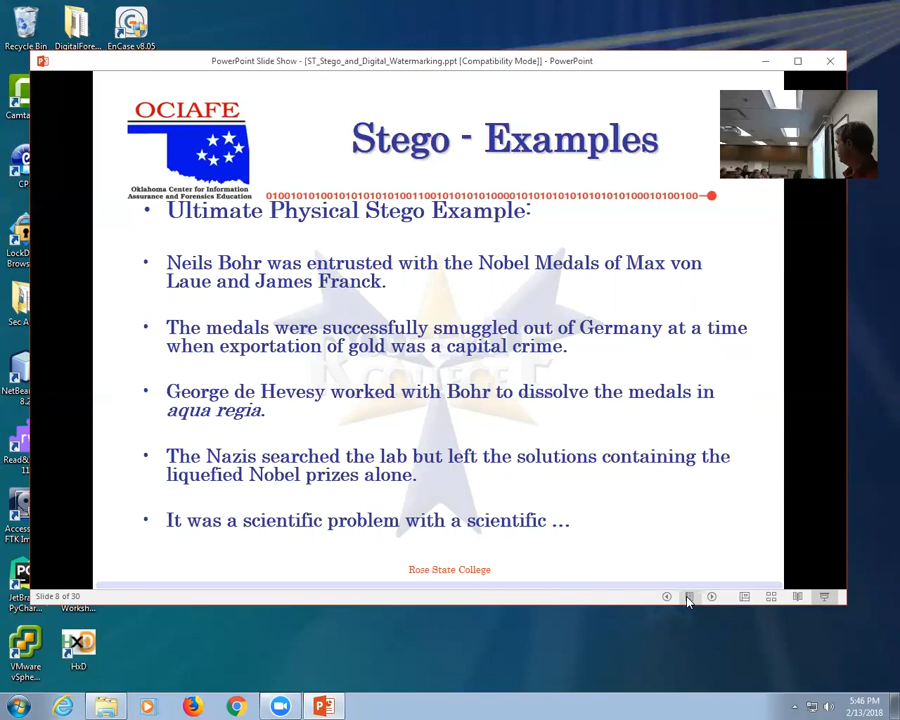 Recycle Bin
DigitalFore...
EnCase v8.05
PowerPoint Slide Show - [ST_Stego_and_Digital_Watermarking.ppt [Compatibility Mode]] - PowerPoint
OCIAFE
Oklahoma Center for Information
Assurance and Forensics Education
Stego - Examples
• Ultimate Physical Stego Example:
• Neils Bohr was entrusted with the Nobel Medals of Max von
Laue and James Franck.
• The medals were successfully smuggled out of Germany at a time
when exportation of gold was a capital crime.
• George de Hevesy worked with Bohr to dissolve the medals in
aqua regia.
• The Nazis searched the lab but left the solutions containing the
liquefied Nobel prizes alone.
• It was a scientific problem with a scientific …
Rose State College
Slide 8 of 30
Camta
CP
LockD
Brows
Sec A
NetBea
8.2
Read&
11
Access
FTK Im
JetBra
PyChar
Worksh...
VMware
vSphe...
HxD
5:46 PM
2/13/2018